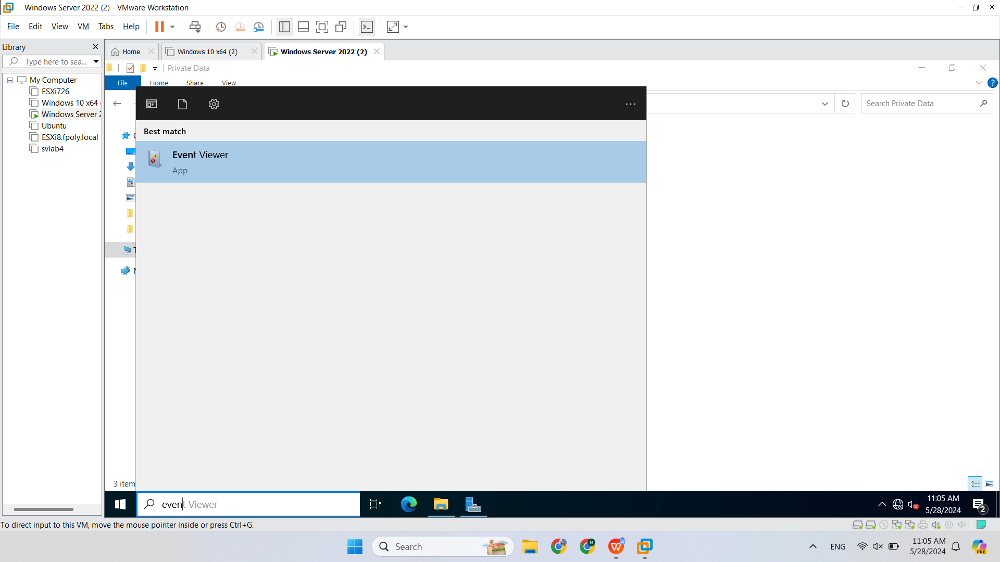 Windows Server 2022 (2) - VMware Workstation
File Edit View VM Tabs Help
Library
Type here to sea...
My Computer
ESXi726
Windows 10 x64
Windows Server 2
Ubuntu
ESXi8.fpoly.local
svlab4
Home
Windows 10 x64 (2)
Windows Server 2022 (2)
Private Data
File Home Share View
Search Private Data
Best match
Event Viewer
App
3 item
event Viewer
11:05 AM
5/28/2024
2
To direct input to this VM, move the mouse pointer inside or press Ctrl+G.
Search
ENG
11:05 AM
5/28/2024
PRE